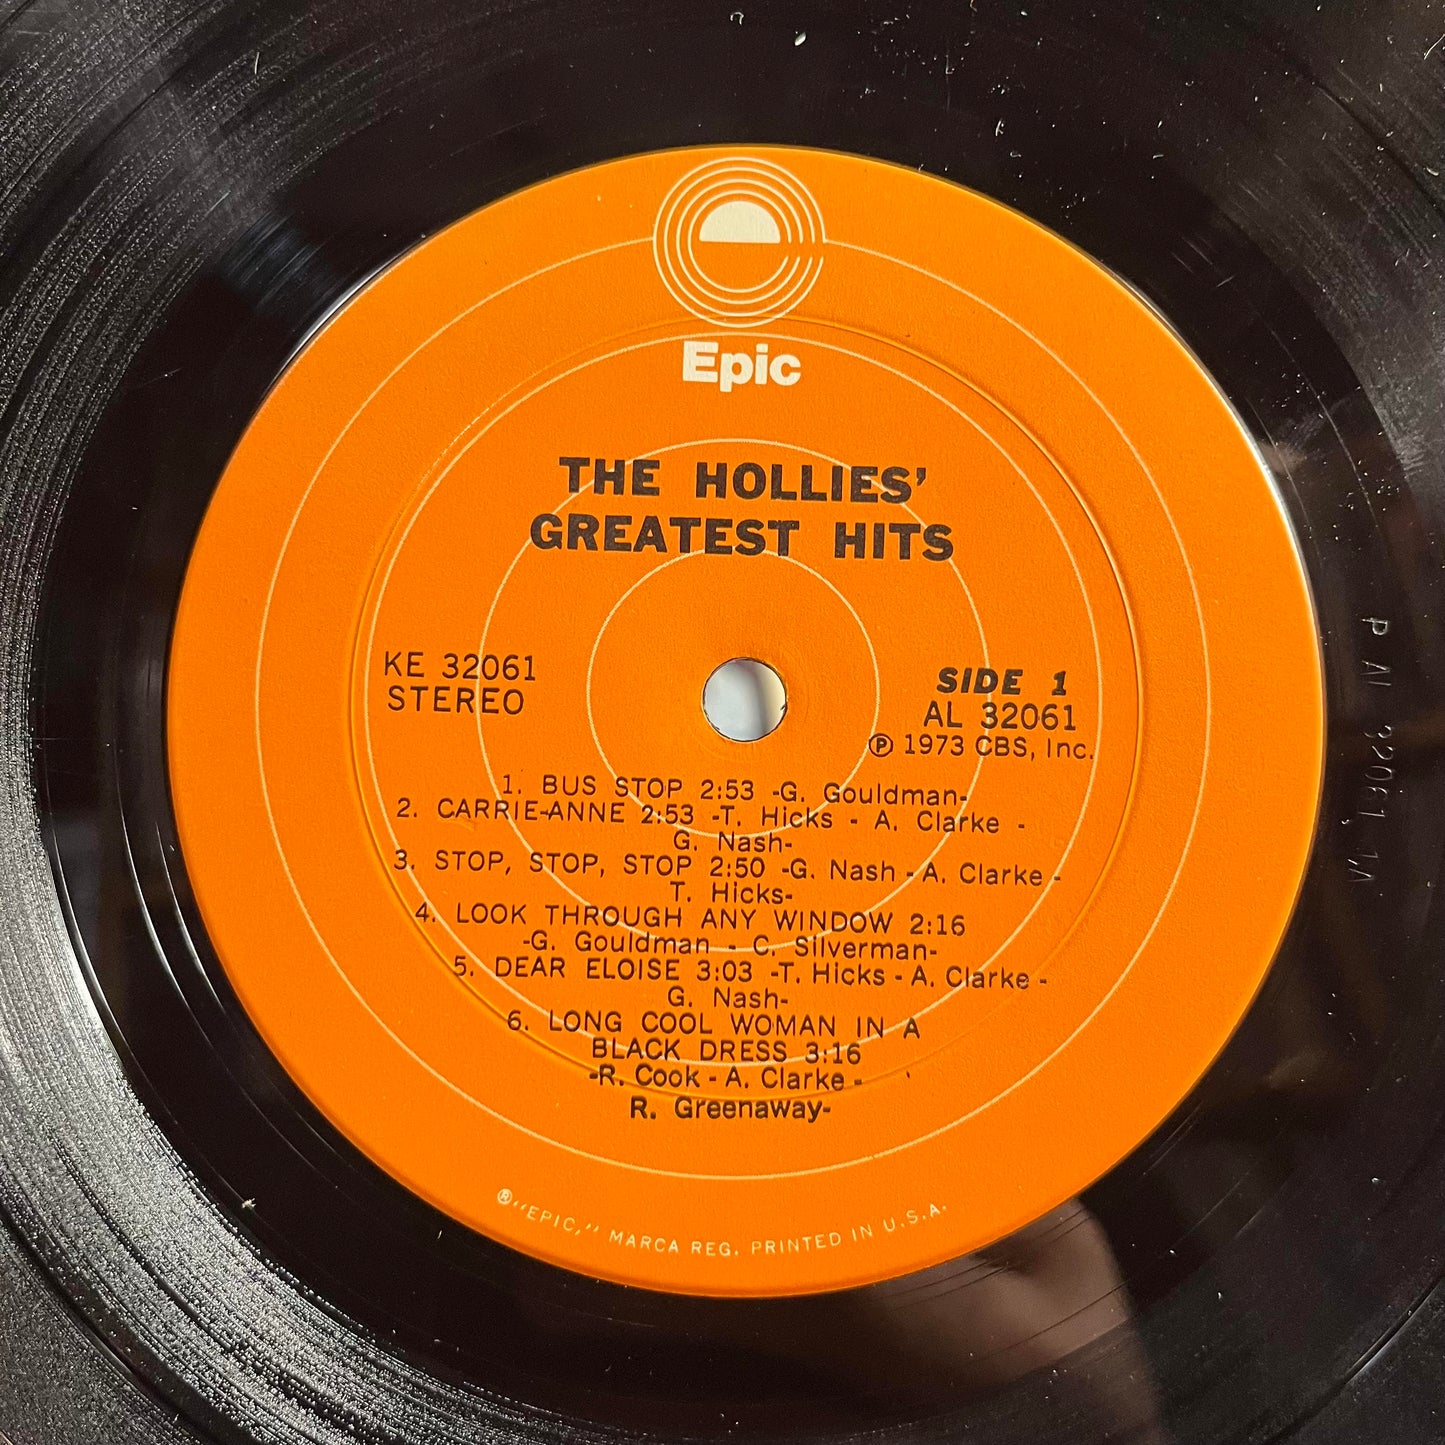 Epic
THE HOLLIES'
GREATEST HITS
KE 32061
STEREO
SIDE 1
AL 32061
Ⓟ 1973 CBS, Inc.
1. BUS STOP 2:53 -G. Gouldman-
2. CARRIE-ANNE 2:53 -T. Hicks - A. Clarke -
G. Nash-
3. STOP, STOP, STOP 2:50 -G. Nash - A. Clarke -
T. Hicks-
4. LOOK THROUGH ANY WINDOW 2:16
-G. Gouldman - C. Silverman-
5. DEAR ELOISE 3:03 -T. Hicks - A. Clarke -
G. Nash-
6. LONG COOL WOMAN IN A
BLACK DRESS 3:16
-R. Cook - A. Clarke -
R. Greenaway-
®"EPIC," MARCA REG. PRINTED IN U.S.A.
P AL 32061 1A